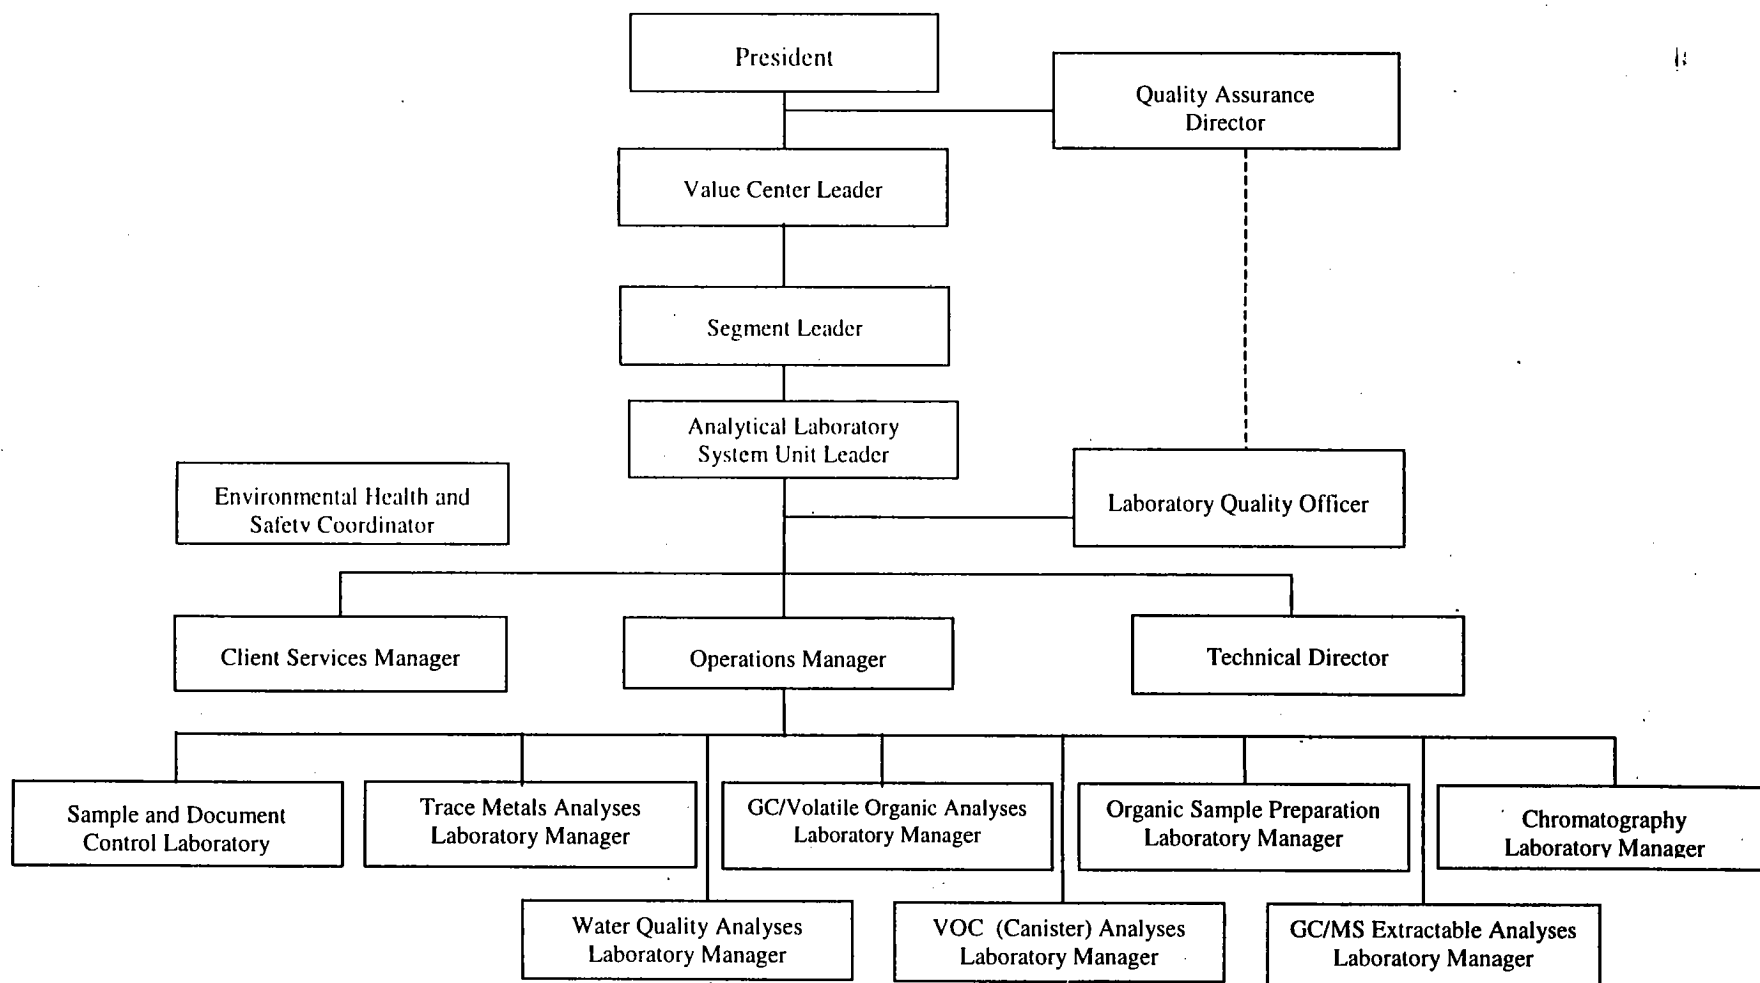 President
Quality Assurance
Director
Value Center Leader
Segment Leader
Analytical Laboratory
System Unit Leader
Environmental Health and
Safety Coordinator
Laboratory Quality Officer
Client Services Manager
Operations Manager
Technical Director
Sample and Document
Control Laboratory
Trace Metals Analyses
Laboratory Manager
GC/Volatile Organic Analyses
Laboratory Manager
Organic Sample Preparation
Laboratory Manager
Chromatography
Laboratory Manager
Water Quality Analyses
Laboratory Manager
VOC (Canister) Analyses
Laboratory Manager
GC/MS Extractable Analyses
Laboratory Manager